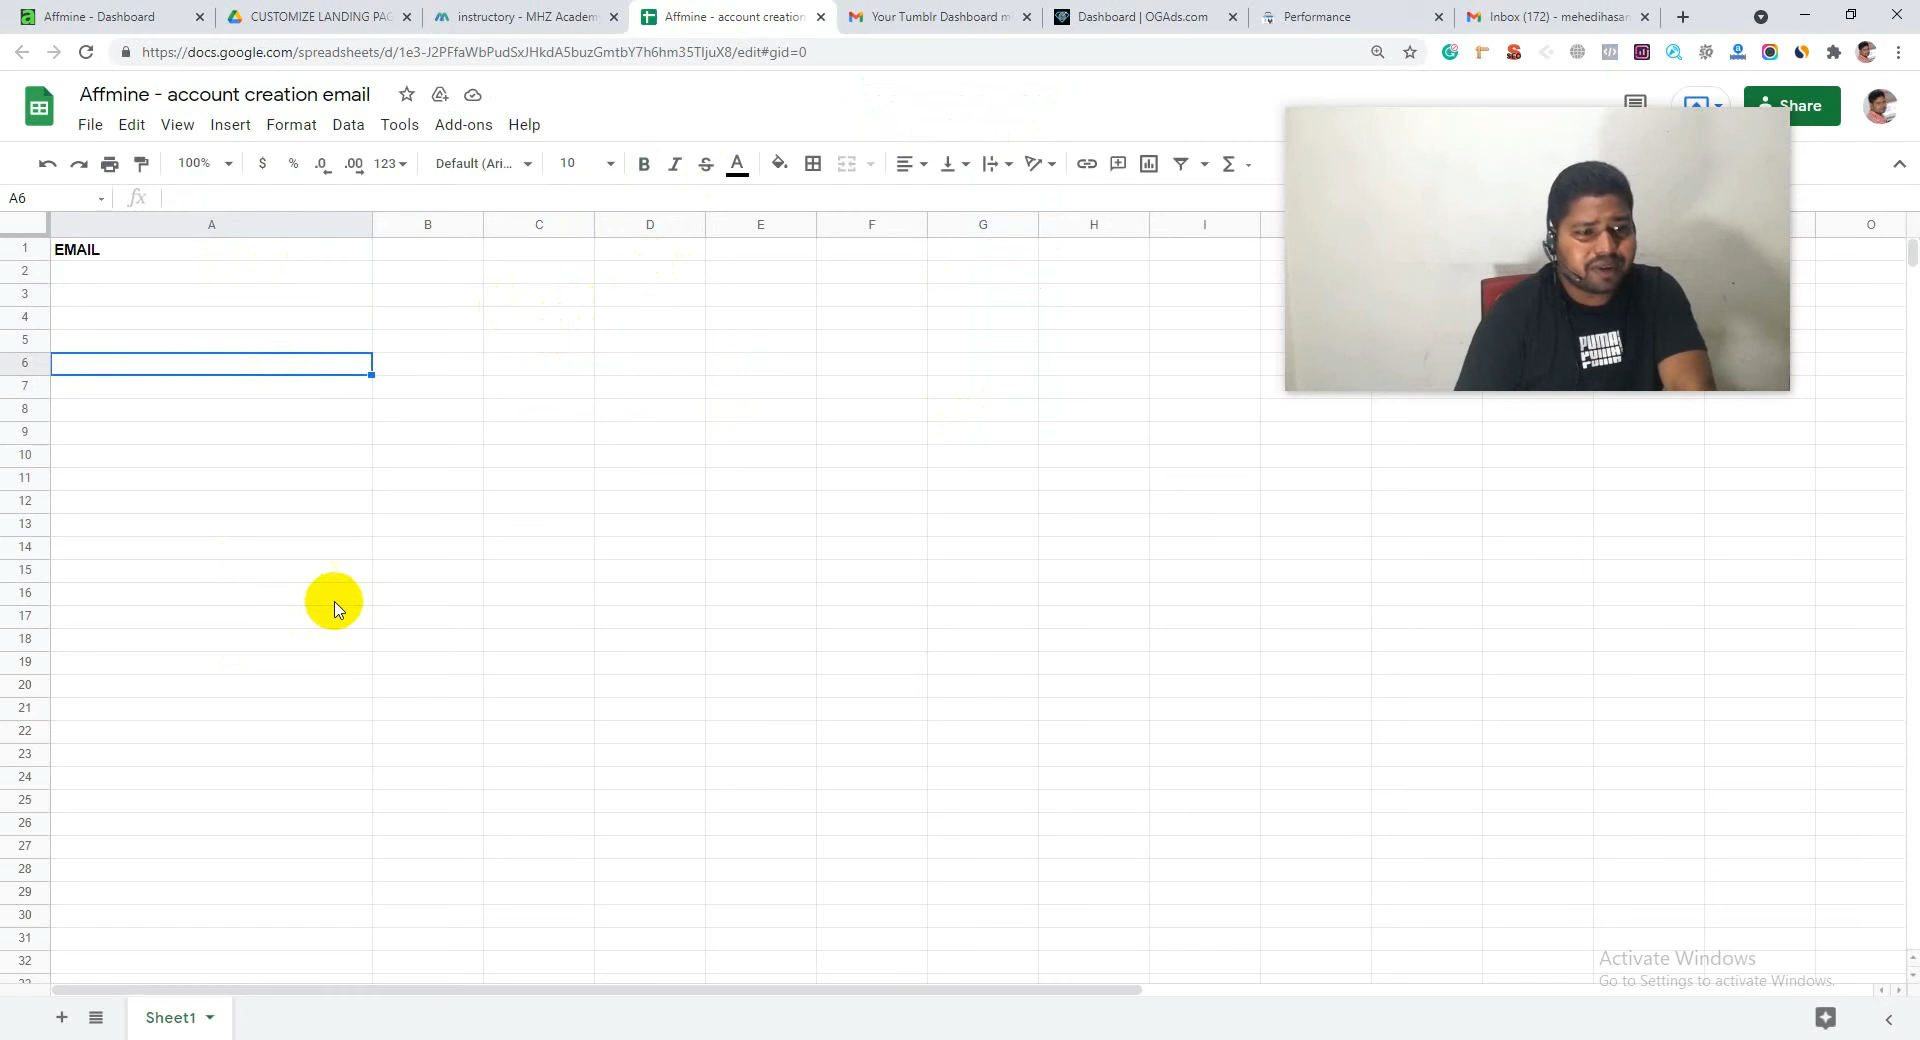 Affmine - Dashboard
CUSTOMIZE LANDING PAG
instructory - MHZ Academy
Affmine - account creation
Your Tumblr Dashboard m
Dashboard | OGAds.com
Performance
Inbox (172) - mehedihasan
https://docs.google.com/spreadsheets/d/1e3-J2PFfaWbPudSxJHkdA5buzGmtbY7h6hm35TIjuX8/edit#gid=0
Affmine - account creation email
Share
File Edit View Insert Format Data Tools Add-ons Help
100% $ % .0 .00 123 Default (Ari... 10 B I S A Σ
A6 fx
A B C D E F G H I O
1 EMAIL
2
3
4
5
6
7
8
9
10
11
12
13
14
15
16
17
18
19
20
21
22
23
24
25
26
27
28
29
30
31
32
PUMA
Activate Windows
Go to Settings to activate Windows.
Sheet1